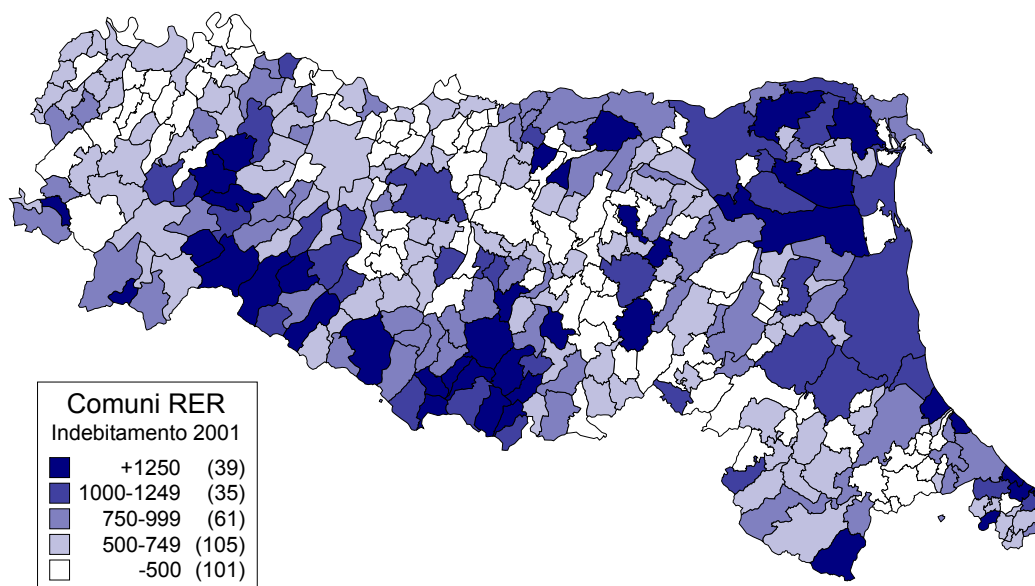 Comuni RER
Indebitamento 2001
+1250 (39)
1000-1249 (35)
750-999 (61)
500-749 (105)
-500 (101)